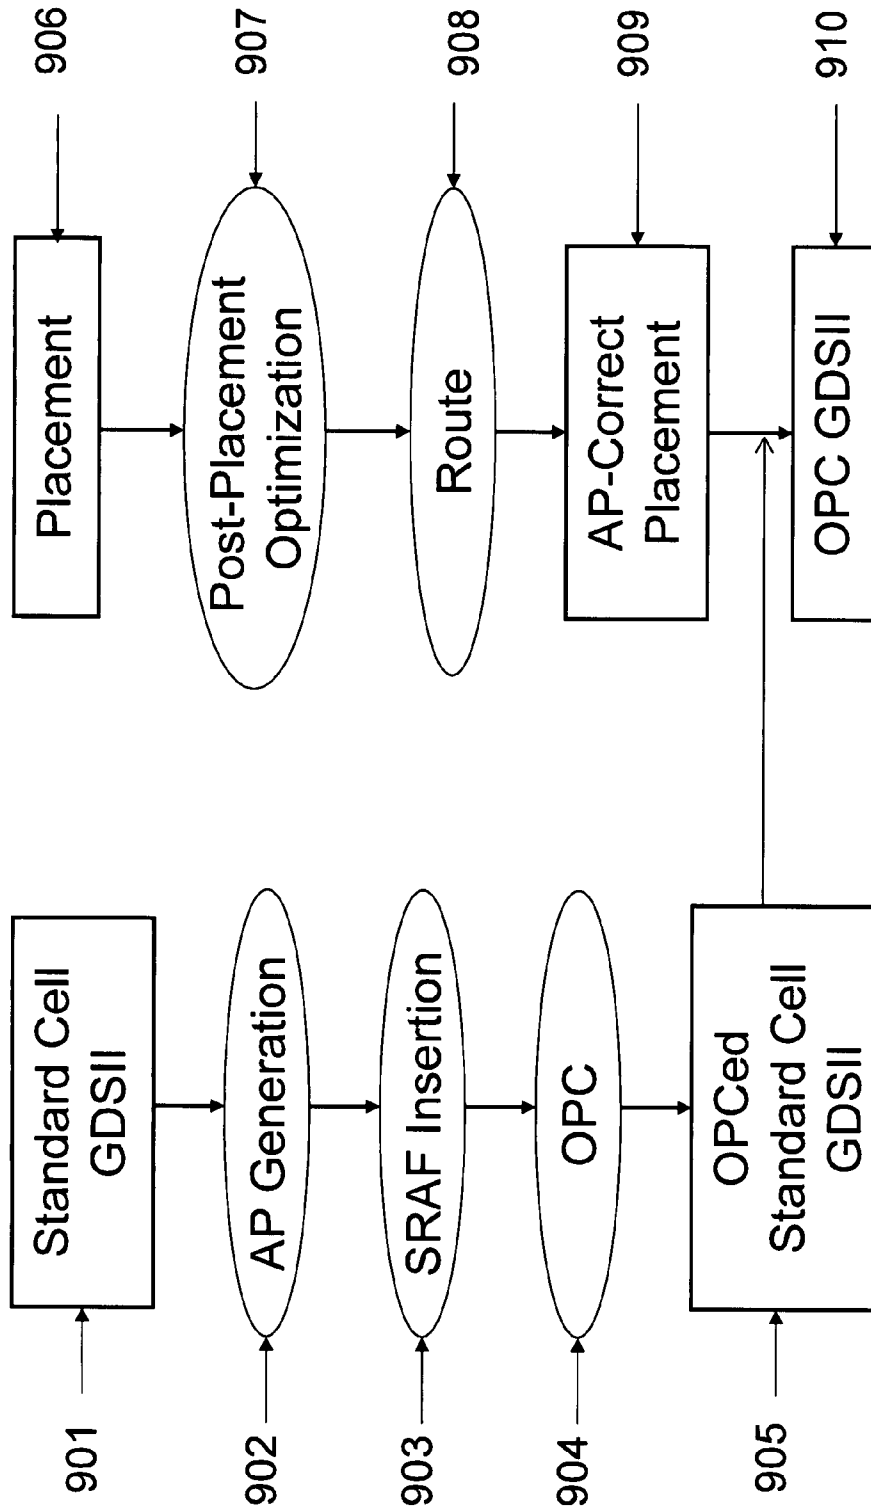 901
Standard Cell
GDSII
902
AP Generation
903
SRAF Insertion
904
OPC
905
OPCed
Standard Cell
GDSII
Placement
906
Post-Placement
Optimization
907
Route
908
AP-Correct
Placement
909
OPC GDSII
910